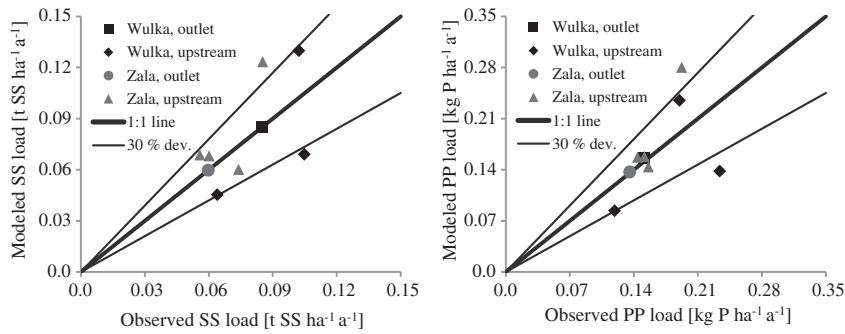 0.15
0.12
0.09
0.06
0.03
0.0
Modeled SS load [t SS ha⁻¹ a⁻¹]
Wulka, outlet
Wulka, upstream
Zala, outlet
Zala, upstream
1:1 line
30 % dev.
0.0 0.03 0.06 0.09 0.12 0.15
Observed SS load [t SS ha⁻¹ a⁻¹]
0.35
0.28
0.21
0.14
0.07
0.0
Modeled PP load [kg P ha⁻¹ a⁻¹]
Wulka, outlet
Wulka, upstream
Zala, outlet
Zala, upstream
1:1 line
30 % dev.
0.0 0.07 0.14 0.21 0.28 0.35
Observed PP load [kg P ha⁻¹ a⁻¹]